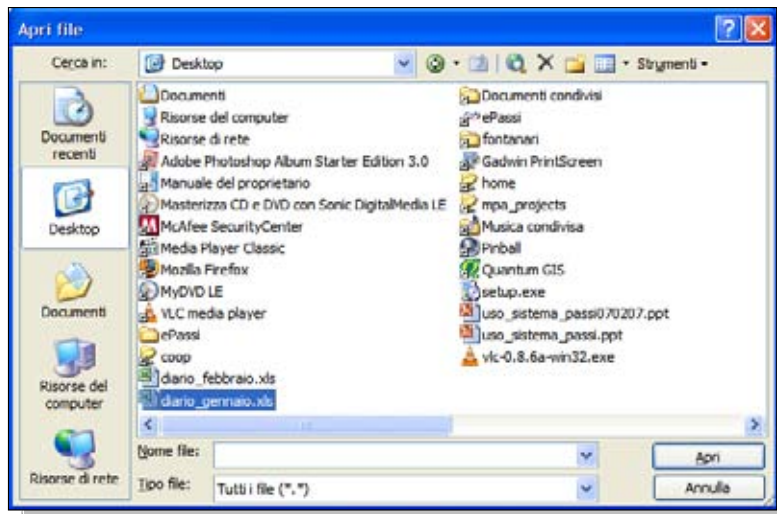 Apri file
Cerca in:
Desktop
Strumenti
Documenti recenti
Desktop
Documenti
Risorse del computer
Risorse di rete
Documenti
Risorse del computer
Risorse di rete
Adobe Photoshop Album Starter Edition 3.0
Manuale del proprietario
Masterizza CD e DVD con Sonic DigitalMedia LE
McAfee SecurityCenter
Media Player Classic
Mozilla Firefox
MyDVD LE
VLC media player
ePassi
coop
diario_febbraio.xls
diario_gennaio.xls
Documenti condivisi
ePassi
fontanari
Gadwin PrintScreen
home
mpa_projects
Musica condivisa
Pinball
Quantum GIS
setup.exe
uso_sistema_passi070207.ppt
uso_sistema_passi.ppt
vlc-0.8.6a-win32.exe
Nome file:
Apri
Tipo file:
Tutti i file (*.*)
Annulla